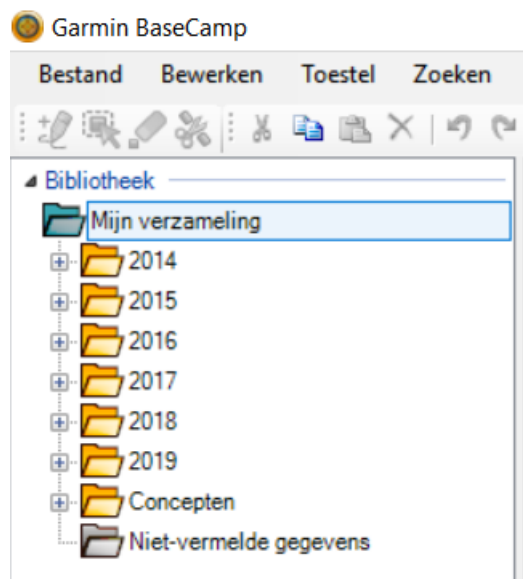 Garmin BaseCamp
Bestand Bewerken Toestel Zoeken
Bibliotheek
Mijn verzameling
2014
2015
2016
2017
2018
2019
Concepten
Niet-vermelde gegevens